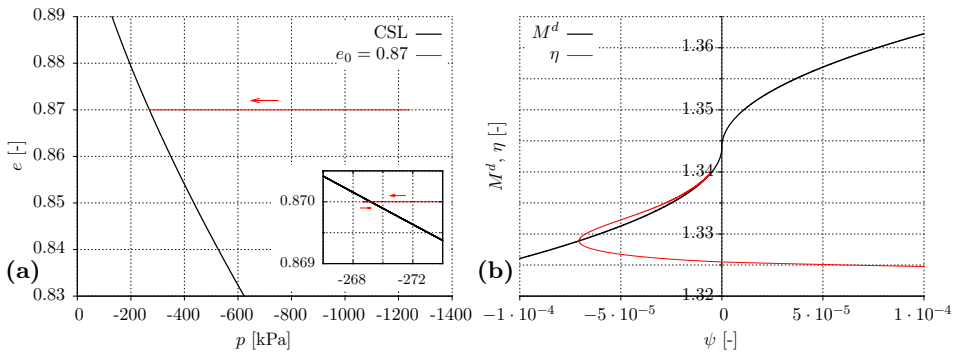 0.89
0.88
0.87
0.86
0.85
0.84
0.83
e [-]
0 -200 -400 -600 -800 -1000 -1200 -1400
p [kPa]
CSL
e₀ = 0.87
0.870
0.869
-268 -272
(a)
M^d
η
1.36
1.35
1.34
1.33
1.32
M^d, η [-]
−1 · 10⁻⁴ −5 · 10⁻⁵ 0 5 · 10⁻⁵ 1 · 10⁻⁴
ψ [-]
(b)